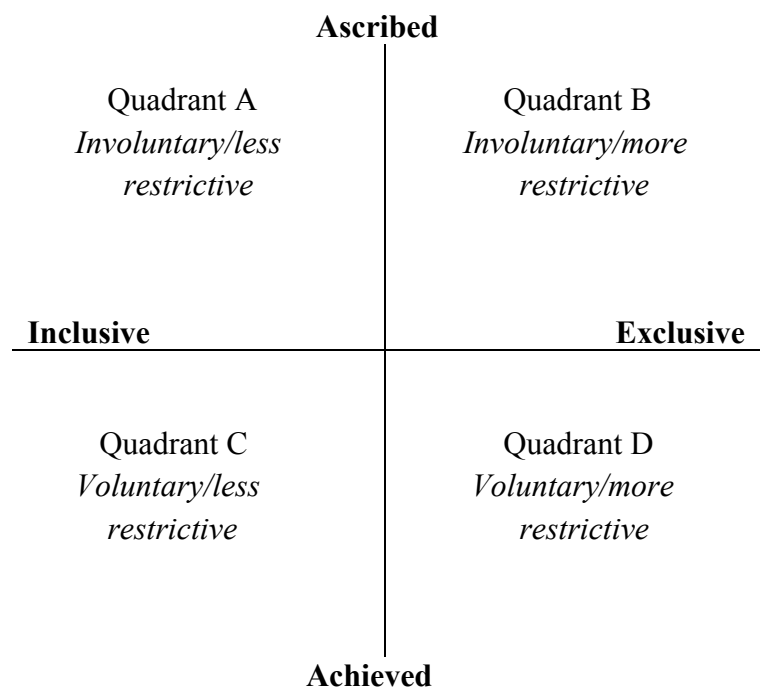 Ascribed
Quadrant A
Involuntary/less
restrictive
Quadrant B
Involuntary/more
restrictive
Inclusive
Exclusive
Quadrant C
Voluntary/less
restrictive
Quadrant D
Voluntary/more
restrictive
Achieved